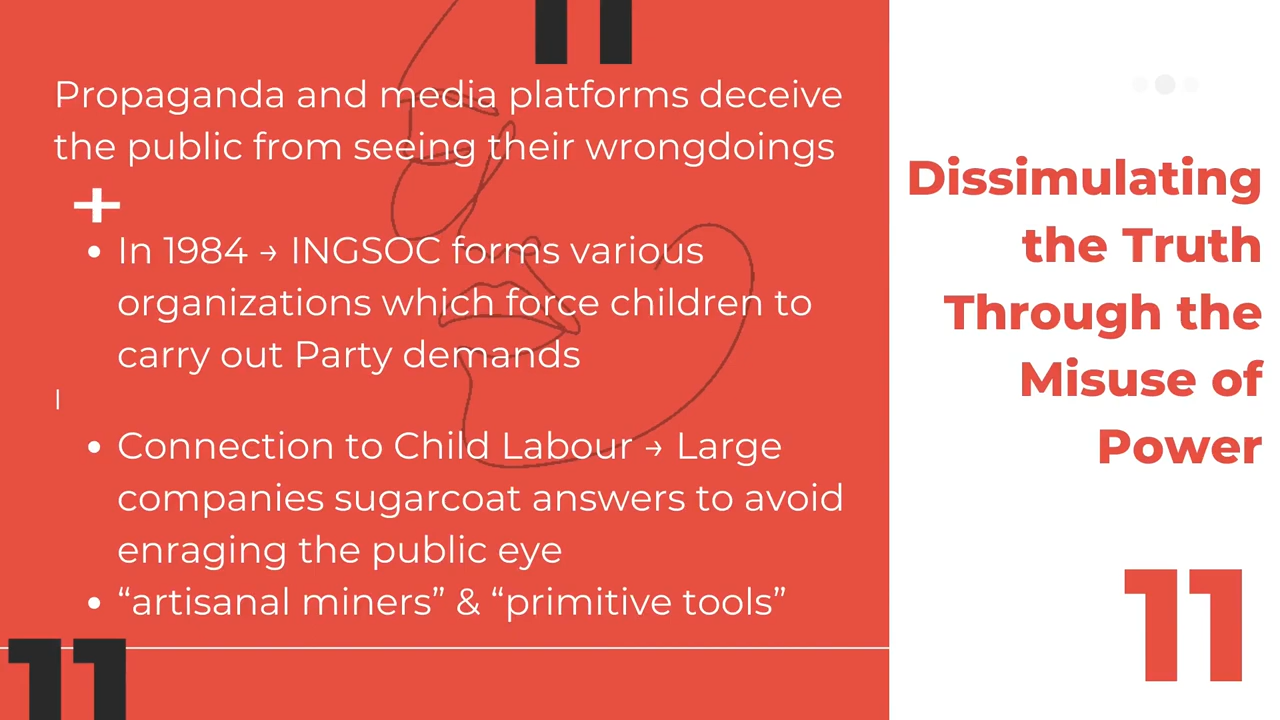 Propaganda and media platforms deceive
the public from seeing their wrongdoings
+
• In 1984 → INGSOC forms various
organizations which force children to
carry out Party demands
|
• Connection to Child Labour → Large
companies sugarcoat answers to avoid
enraging the public eye
• “artisanal miners” & “primitive tools”
11
11
Dissimulating
the Truth
Through the
Misuse of
Power
11